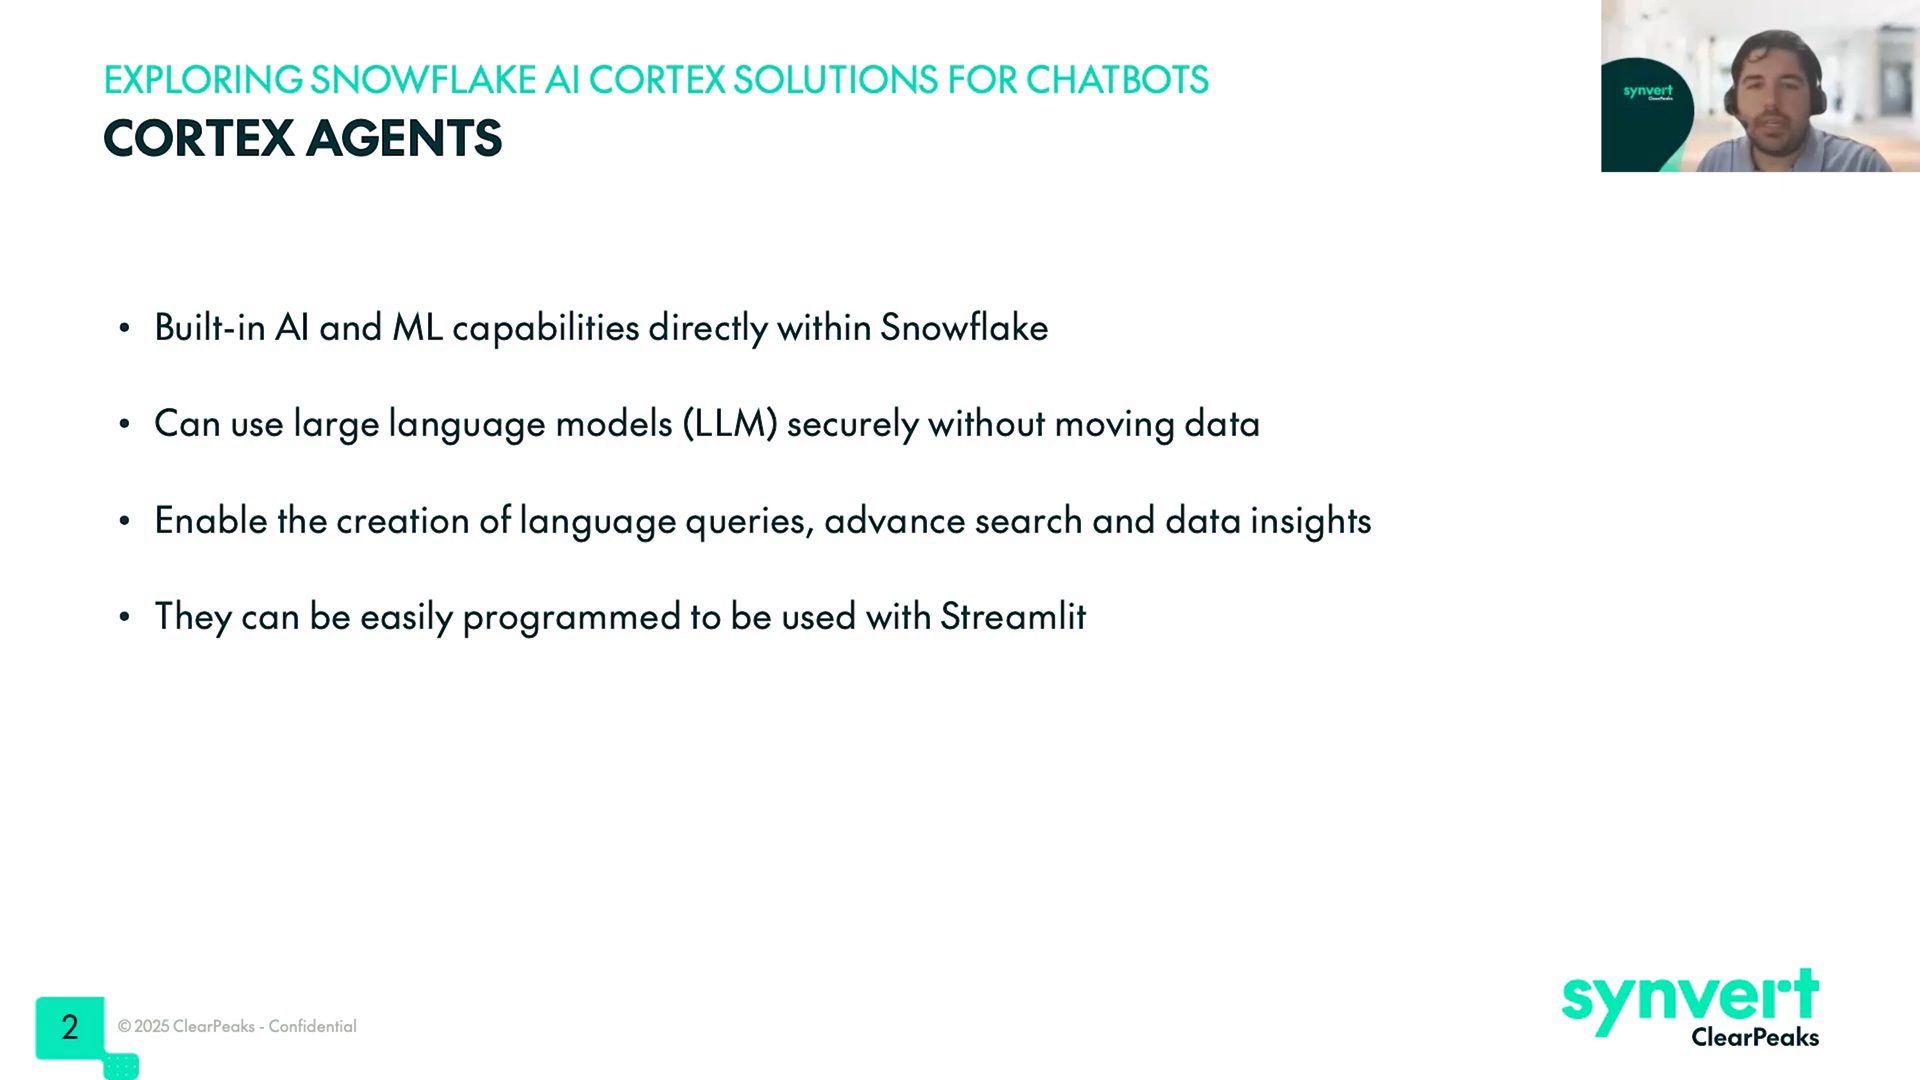 EXPLORING SNOWFLAKE AI CORTEX SOLUTIONS FOR CHATBOTS
CORTEX AGENTS
synvert
ClearPeaks
• Built-in AI and ML capabilities directly within Snowflake
• Can use large language models (LLM) securely without moving data
• Enable the creation of language queries, advance search and data insights
• They can be easily programmed to be used with Streamlit
2
© 2025 ClearPeaks - Confidential
synvert
ClearPeaks